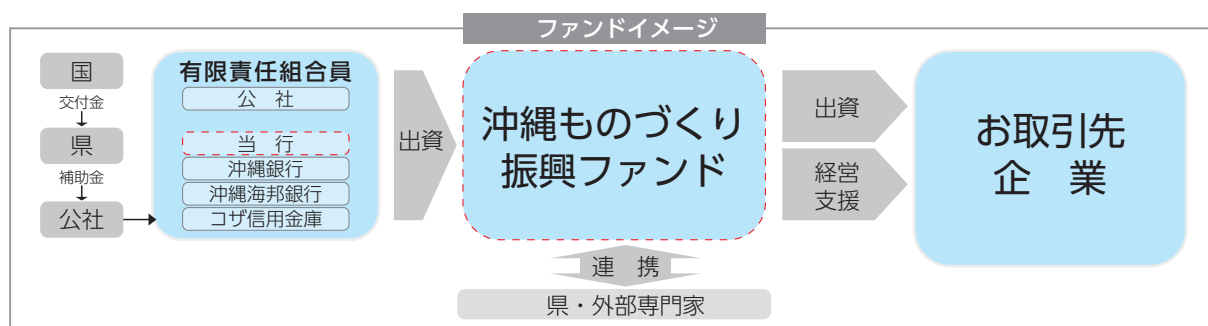 ファンドイメージ
国
交付金
県
補助金
公社
有限責任組合員
公 社
当 行
沖縄銀行
沖縄海邦銀行
コザ信用金庫
出資
沖縄ものづくり
振興ファンド
連 携
県・外部専門家
出資
経営
支援
お取引先
企 業